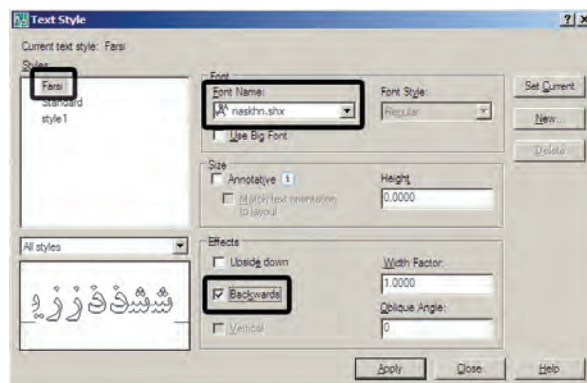 Text Style
Current text style: Farsi
Styles:
Farsi
Standard
style1
All styles
Font
Font Name:
naskhn.shx
Use Big Font
Font Style:
Regular
Size
Annotative
Match text orientation
to layout
Height
0.0000
Effects
Upside down
Backwards
Vertical
Width Factor:
1.0000
Oblique Angle:
0
Set Current
New...
Delete
Apply
Close
Help